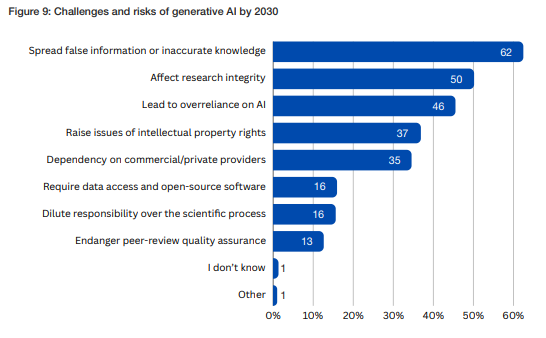 Figure 9: Challenges and risks of generative AI by 2030
Spread false information or inaccurate knowledge 62
Affect research integrity 50
Lead to overreliance on AI 46
Raise issues of intellectual property rights 37
Dependency on commercial/private providers 35
Require data access and open-source software 16
Dilute responsibility over the scientific process 16
Endanger peer-review quality assurance 13
I don't know 1
Other 1
0% 10% 20% 30% 40% 50% 60%